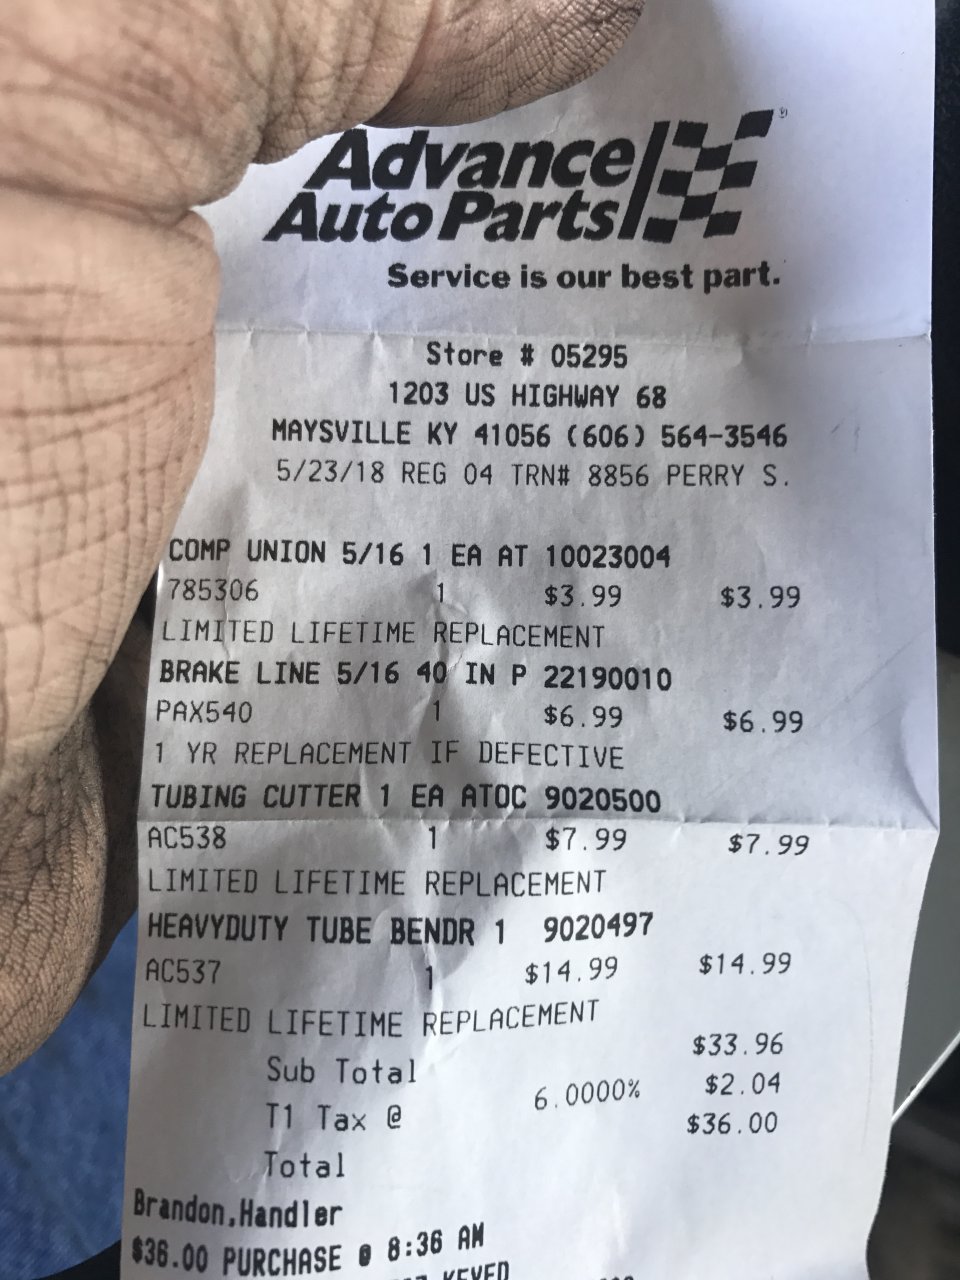 Advance
Auto Parts
Service is our best part.
Store # 05295
1203 US HIGHWAY 68
MAYSVILLE KY 41056 (606) 564-3546
5/23/18 REG 04 TRN# 8856 PERRY S.
COMP UNION 5/16 1 EA AT 10023004
785306 1 $3.99 $3.99
LIMITED LIFETIME REPLACEMENT
BRAKE LINE 5/16 40 IN P 22190010
PAX540 1 $6.99 $6.99
1 YR REPLACEMENT IF DEFECTIVE
TUBING CUTTER 1 EA ATOC 9020500
AC538 1 $7.99 $7.99
LIMITED LIFETIME REPLACEMENT
HEAVYDUTY TUBE BENDR 1 9020497
AC537 1 $14.99 $14.99
LIMITED LIFETIME REPLACEMENT
Sub Total $33.96
T1 Tax @ 6.0000% $2.04
Total $36.00
Brandon,Handler
$36.00 PURCHASE @ 8:36 AM
KEYED